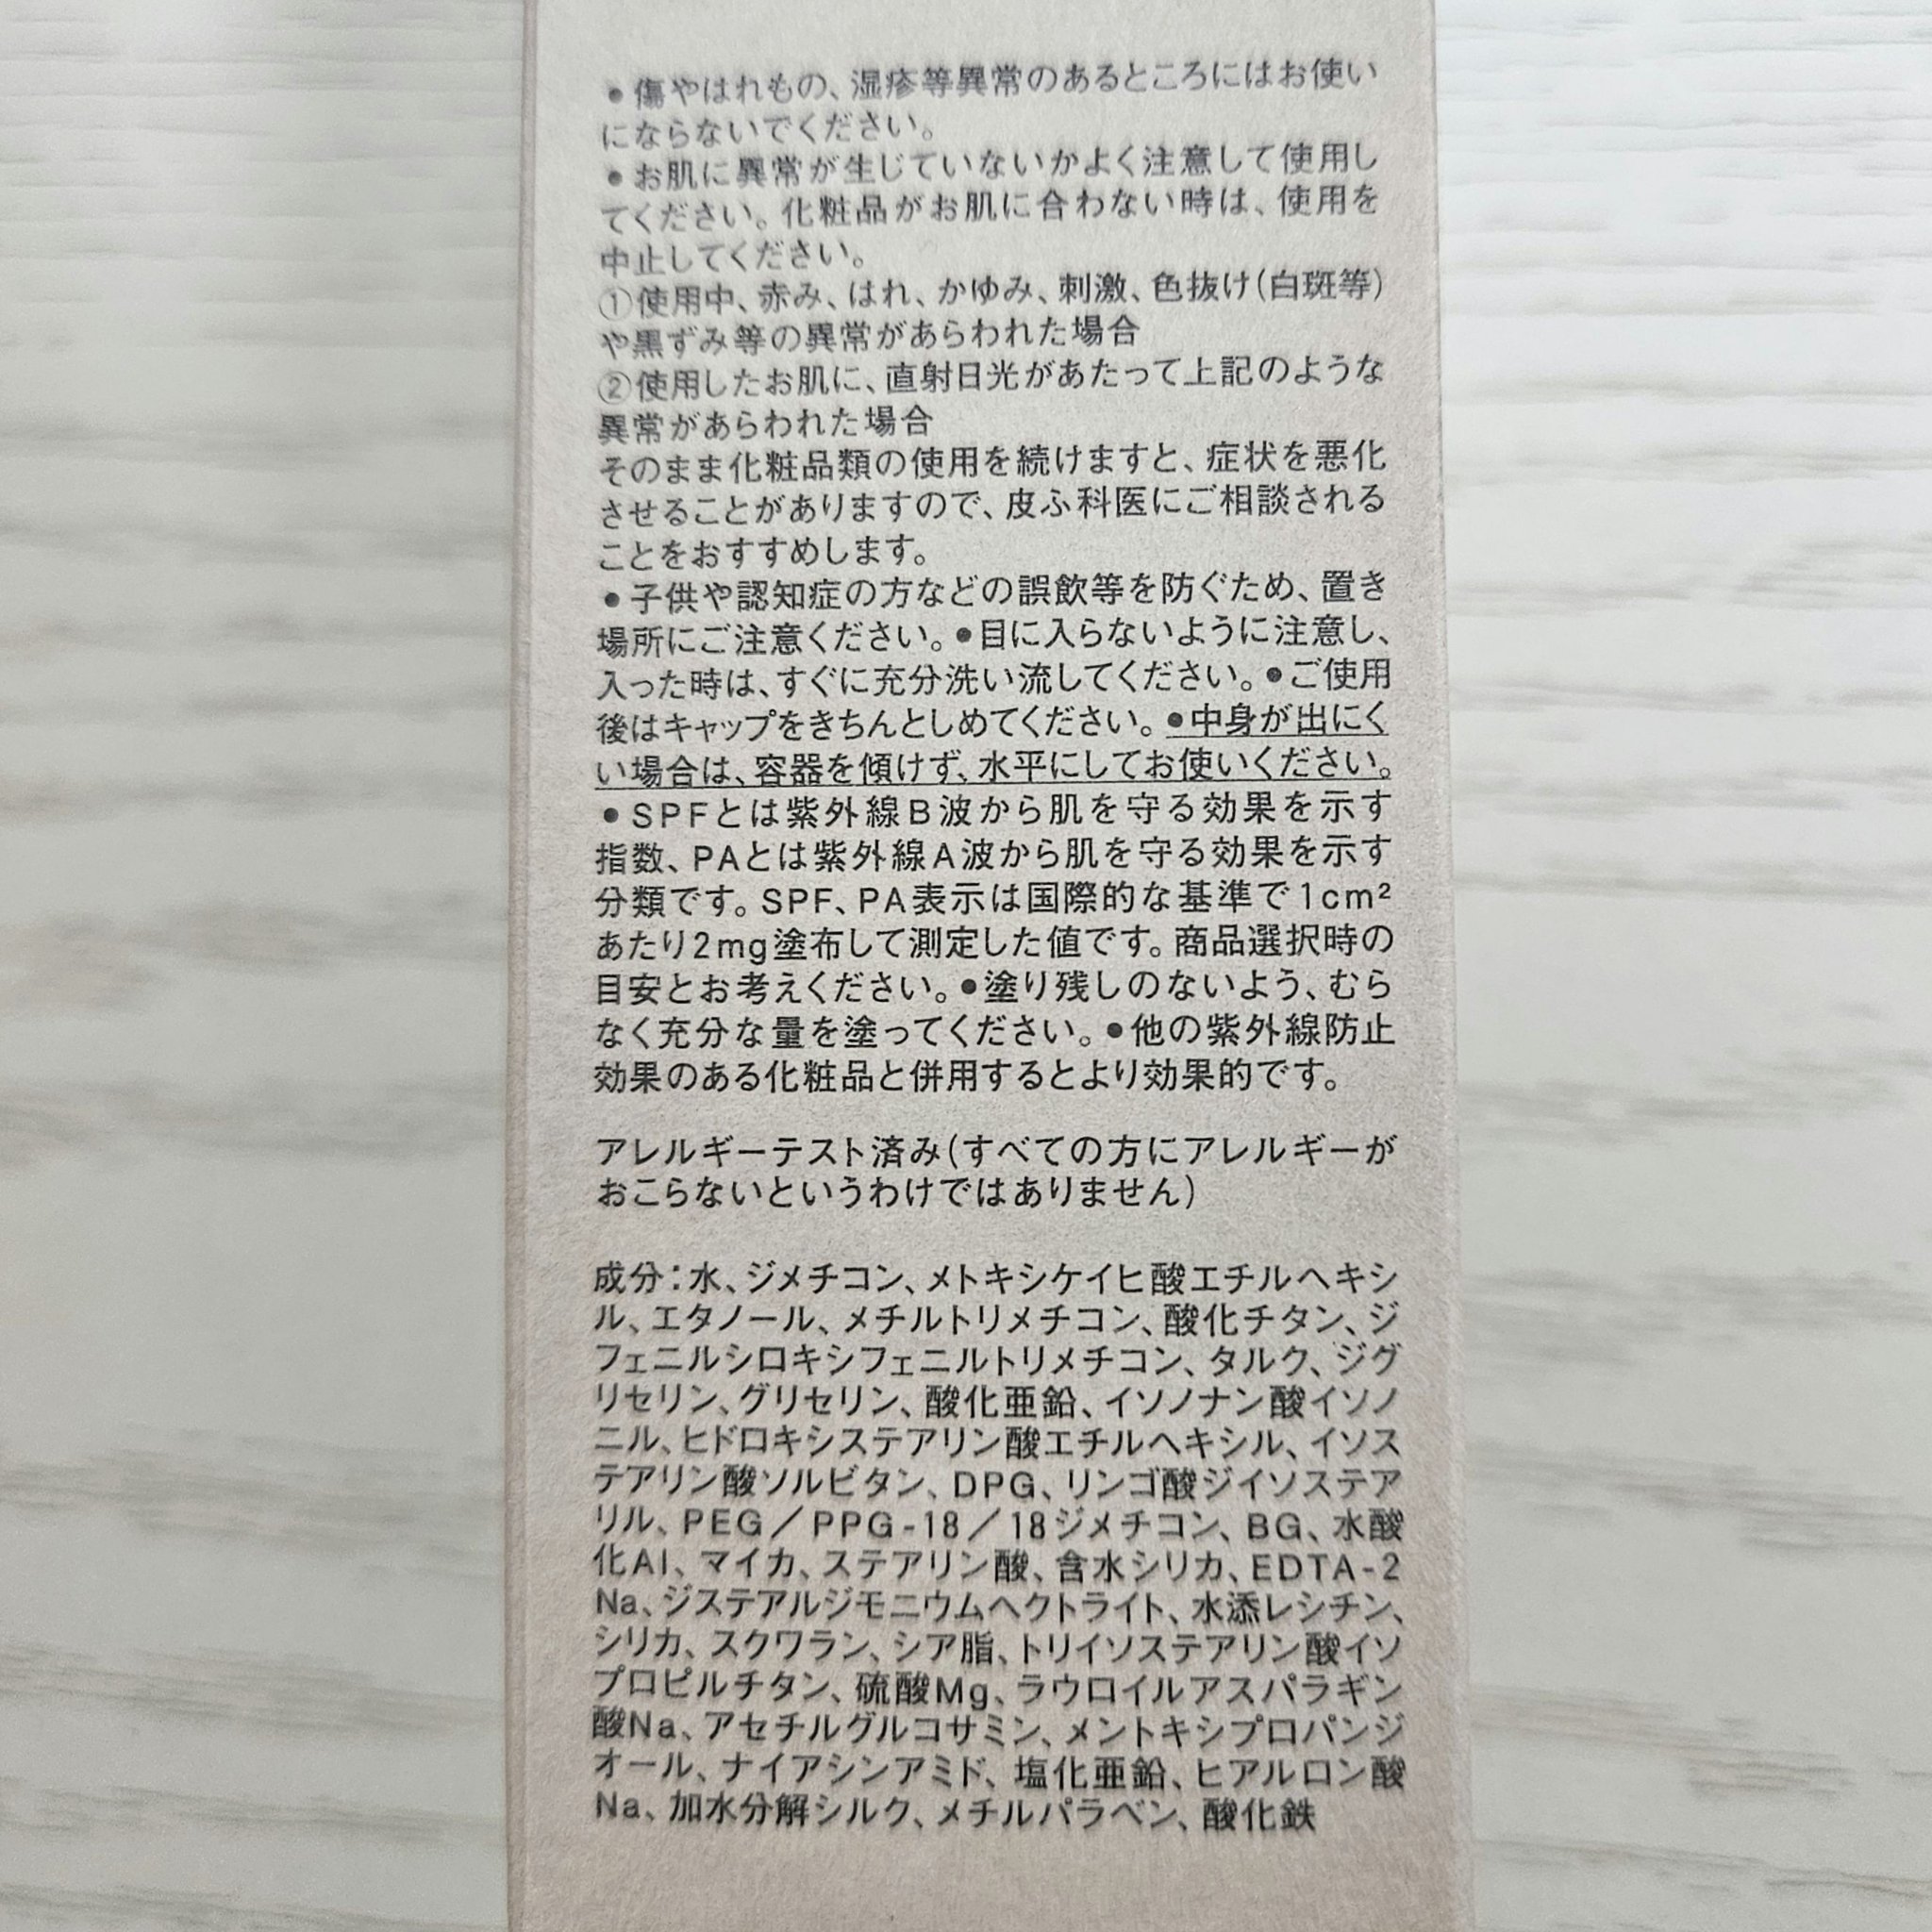 ●傷やはれもの、湿疹等異常のあるところにはお使い
にならないでください。
●お肌に異常が生じていないかよく注意して使用し
てください。化粧品がお肌に合わない時は、使用を
中止してください。
①使用中、赤み、はれ、かゆみ、刺激、色抜け(白斑等)
や黒ずみ等の異常があらわれた場合
②使用したお肌に、直射日光があたって上記のような
異常があらわれた場合
そのまま化粧品類の使用を続けますと、症状を悪化
させることがありますので、皮ふ科医にご相談される
ことをおすすめします。
●子供や認知症の方などの誤飲等を防ぐため、置き
場所にご注意ください。●目に入らないように注意し、
入った時は、すぐに充分洗い流してください。●ご使用
後はキャップをきちんとしめてください。●中身が出にく
い場合は、容器を傾けず、水平にしてお使いください。
●SPFとは紫外線B波から肌を守る効果を示す
指数、PAとは紫外線A波から肌を守る効果を示す
分類です。SPF、PA表示は国際的な基準で1cm²
あたり2mg塗布して測定した値です。商品選択時の
目安とお考えください。●塗り残しのないよう、むら
なく充分な量を塗ってください。●他の紫外線防止
効果のある化粧品と併用するとより効果的です。
アレルギーテスト済み(すべての方にアレルギーが
おこらないというわけではありません)
成分:水、ジメチコン、メトキシケイヒ酸エチルヘキシ
ル、エタノール、メチルトリメチコン、酸化チタン、ジ
フェニルシロキシフェニルトリメチコン、タルク、ジグ
リセリン、グリセリン、酸化亜鉛、イソノナン酸イソノ
ニル、ヒドロキシステアリン酸エチルヘキシル、イソス
テアリン酸ソルビタン、DPG、リンゴ酸ジイソステア
リル、PEG/PPG-18/18ジメチコン、BG、水酸
化Al、マイカ、ステアリン酸、含水シリカ、EDTA-2
Na、ジステアルジモニウムヘクトライト、水添レシチン、
シリカ、スクワラン、シア脂、トリイソステアリン酸イソ
プロピルチタン、硫酸Mg、ラウロイルアスパラギン
酸Na、アセチルグルコサミン、メントキシプロパンジ
オール、ナイアシンアミド、塩化亜鉛、ヒアルロン酸
Na、加水分解シルク、メチルパラベン、酸化鉄